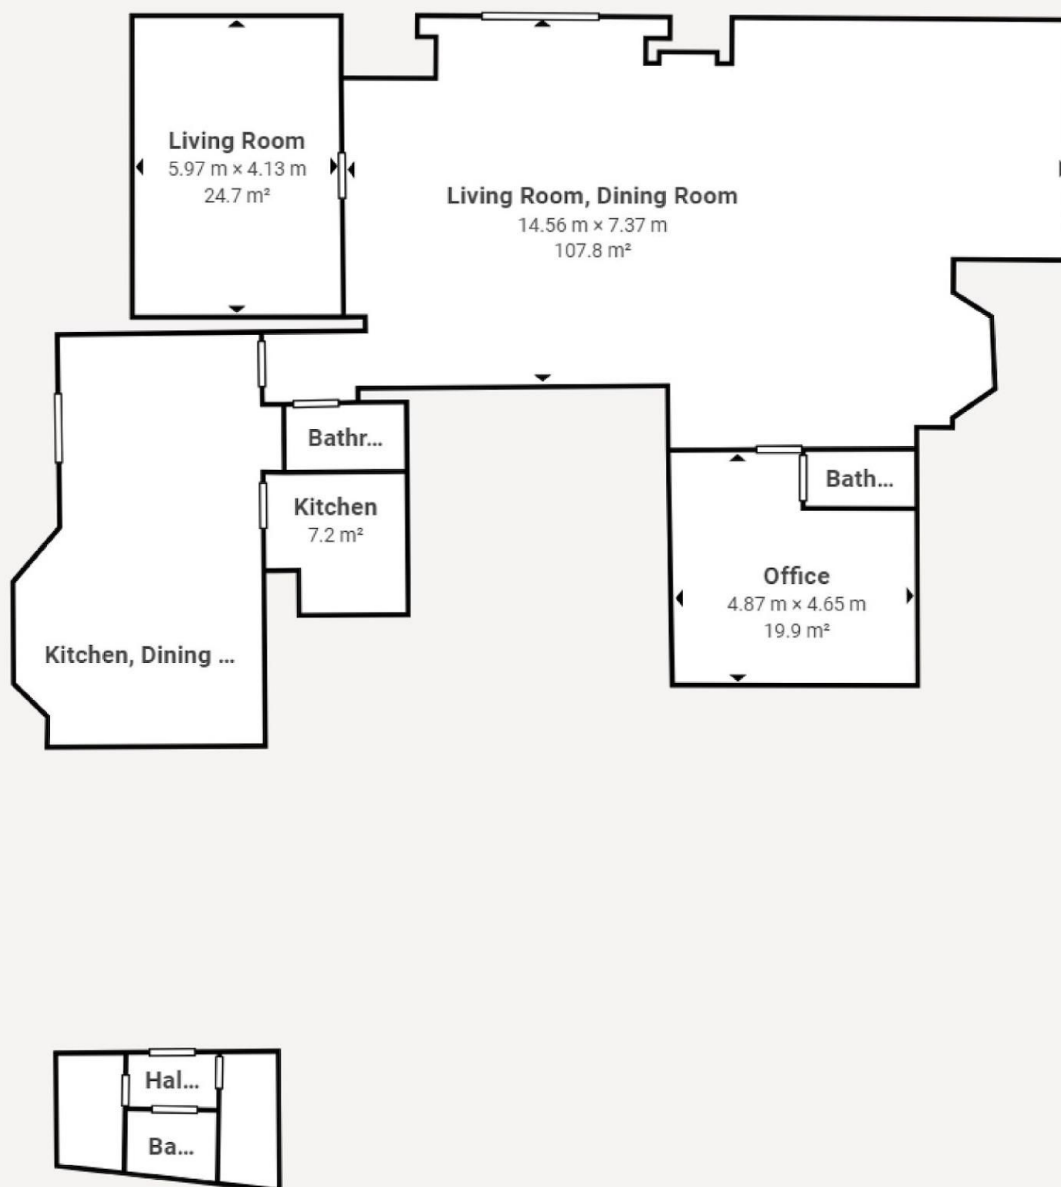 Living Room
5.97 m × 4.13 m
24.7 m²
Living Room, Dining Room
14.56 m × 7.37 m
107.8 m²
Bathr...
Kitchen
7.2 m²
Bath...
Office
4.87 m × 4.65 m
19.9 m²
Kitchen, Dining ...
Hal...
Ba...